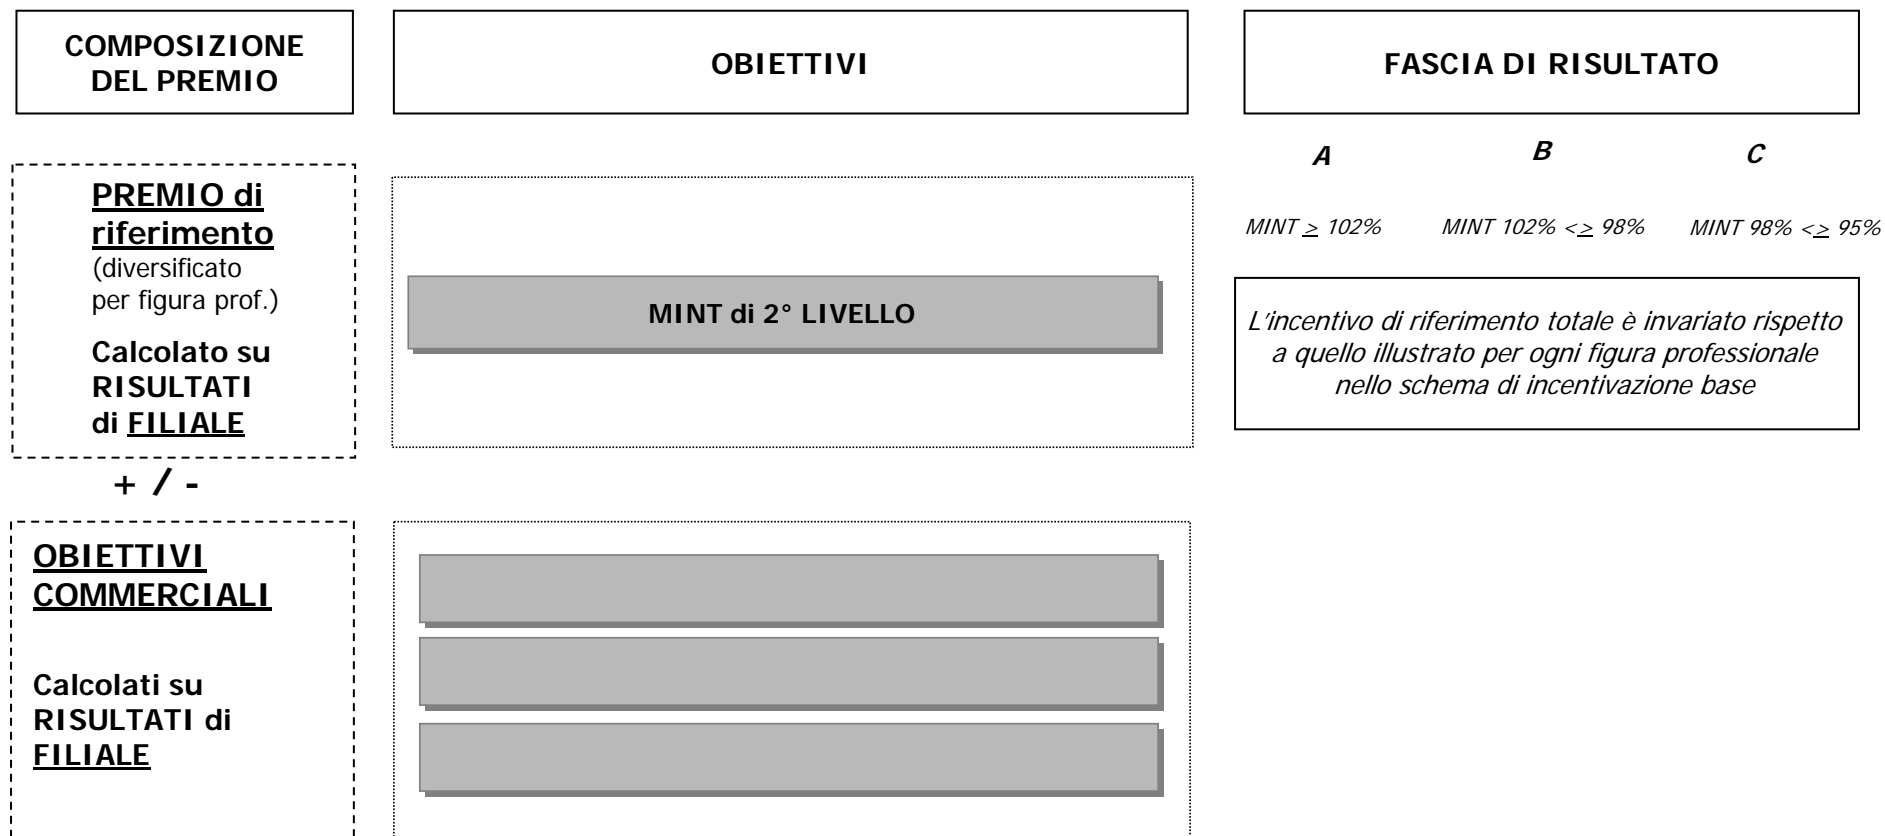 COMPOSIZIONE
DEL PREMIO
OBIETTIVI
FASCIA DI RISULTATO
A
B
C
PREMIO di
riferimento
(diversificato
per figura prof.)
Calcolato su
RISULTATI
di FILIALE
MINT ≥ 102%
MINT 102% <≥ 98%
MINT 98% <≥ 95%
MINT di 2° LIVELLO
L'incentivo di riferimento totale è invariato rispetto
a quello illustrato per ogni figura professionale
nello schema di incentivazione base
+ / -
OBIETTIVI
COMMERCIALI
Calcolati su
RISULTATI di
FILIALE